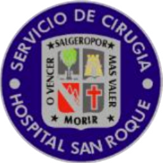 SERVICIO DE CIRUGIA
HOSPITAL SAN ROQUE
SALGEROPOR
O VENCER
MAS VALER
MORIR